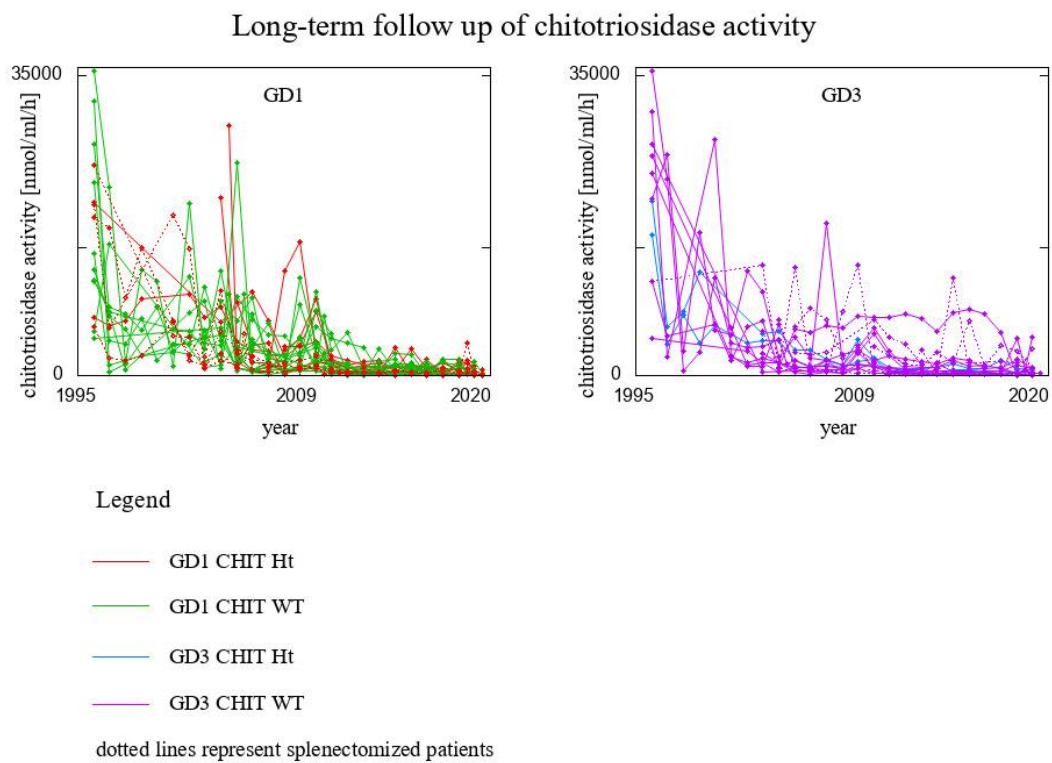 Long-term follow up of chitotriosidase activity
35000
GD1
chitotriosidase activity [nmol/ml/h]
0
1995
2009
2020
year
35000
GD3
chitotriosidase activity [nmol/ml/h]
0
1995
2009
2020
year
Legend
GD1 CHIT Ht
GD1 CHIT WT
GD3 CHIT Ht
GD3 CHIT WT
dotted lines represent splenectomized patients